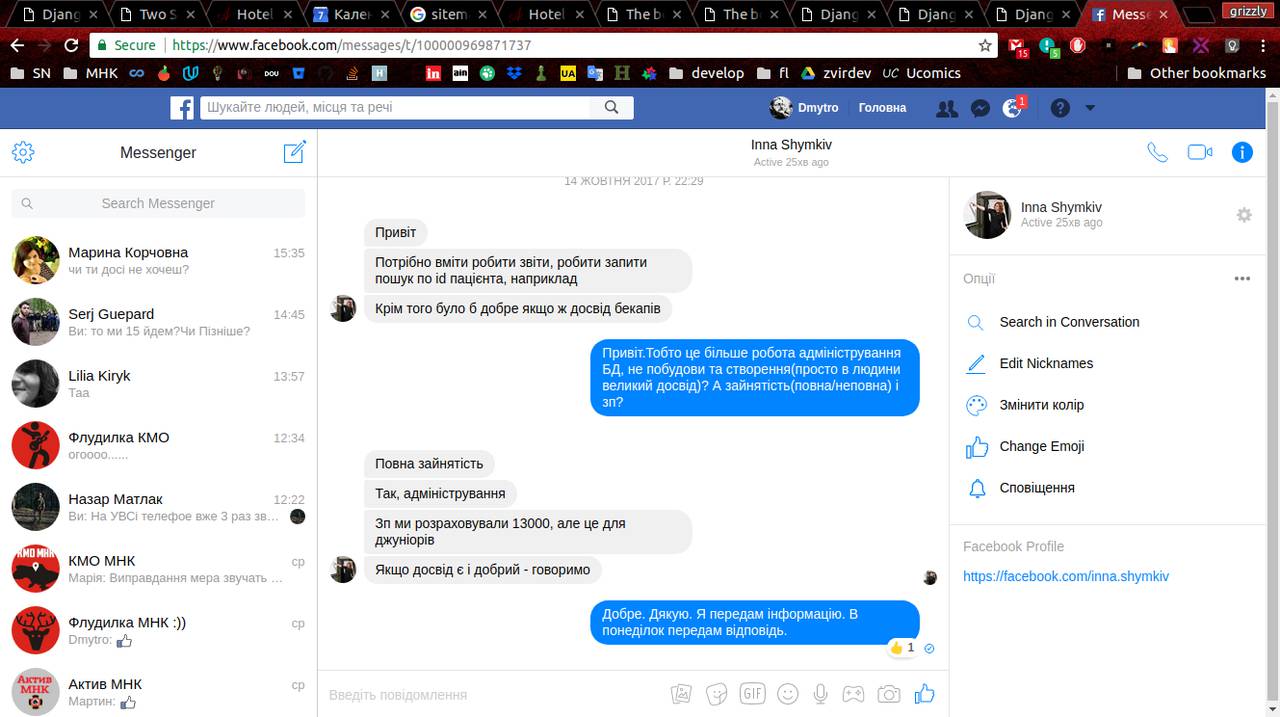 Djang
Two S
Messe
Hotel
7 Кален
sitem
Hotel
The b
The b
Djang
Djang
Djang
Messe
grizzly
Secure https://www.facebook.com/messages/t/100000969871737
15
5
SN МНК DOU H in ain UA H develop fl zvirdev UC Ucomics Other bookmarks
Шукайте людей, місця та речі
Dmytro Головна 1
Messenger
Search Messenger
Марина Корчовна 15:35
чи ти досі не хочеш?
Serj Guepard 14:45
Ви: то ми 15 йдем?Чи Пізніше?
Lilia Kiryk 13:57
Таа
Флудилка КМО 12:34
огоооо......
Назар Матлак 12:22
Ви: На УВСі телефое вже 3 раз зв...
КМО МНК ср
Марія: Виправдання мера звучать ...
Флудилка МНК :)) ср
Dmytro:
Актив МНК ср
Мартин:
Inna Shymkiv
Active 25хв ago
14 ЖОВТНЯ 2017 Р. 22:29
Привіт
Потрібно вміти робити звіти, робити запити
пошук по id пацієнта, наприклад
Крім того було б добре якщо ж досвід бекапів
Привіт.Тобто це більше робота адміністрування
БД, не побудови та створення(просто в людини
великий досвід)? А зайнятість(повна/неповна) і
зп?
Повна зайнятість
Так, адміністрування
Зп ми розраховували 13000, але це для
джуніорів
Якщо досвід є і добрий - говоримо
Добре. Дякую. Я передам інформацію. В
понеділок передам відповідь.
1
Введіть повідомлення
GIF
Inna Shymkiv
Active 25хв ago
Опції
Search in Conversation
Edit Nicknames
Змінити колір
Change Emoji
Сповіщення
Facebook Profile
https://facebook.com/inna.shymkiv